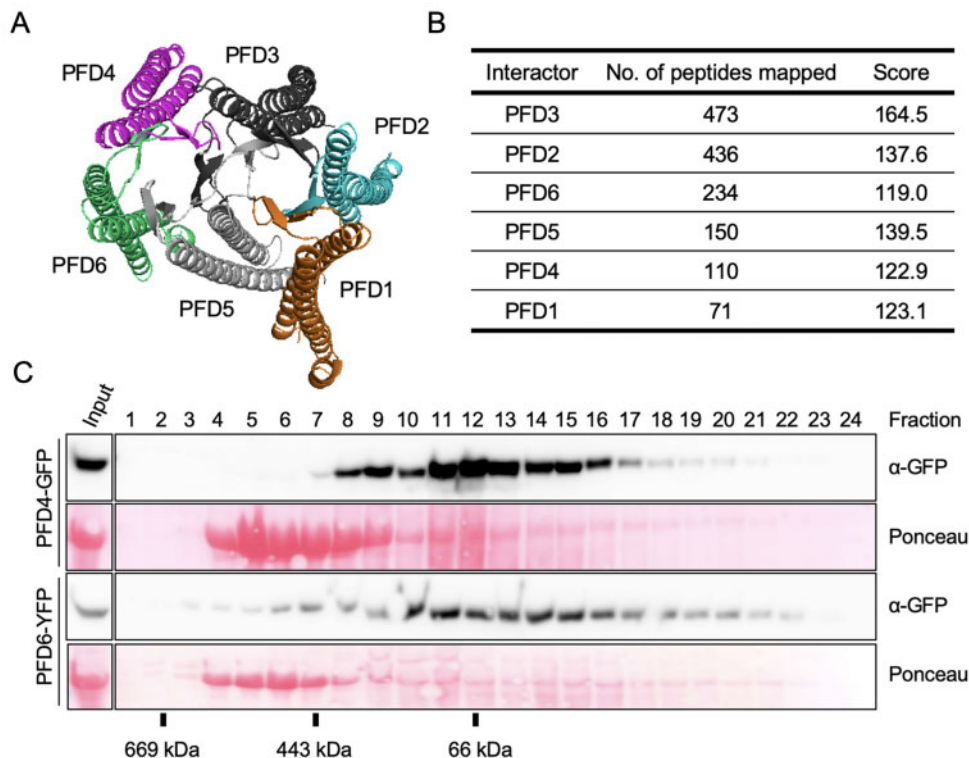 A
PFD3
PFD4
PFD2
PFD6
PFD5
PFD1
B
Interactor No. of peptides mapped Score
PFD3 473 164.5
PFD2 436 137.6
PFD6 234 119.0
PFD5 150 139.5
PFD4 110 122.9
PFD1 71 123.1
C
Input 1 2 3 4 5 6 7 8 9 10 11 12 13 14 15 16 17 18 19 20 21 22 23 24 Fraction
PFD4-GFP
α-GFP
Ponceau
PFD6-YFP
α-GFP
Ponceau
669 kDa 443 kDa 66 kDa